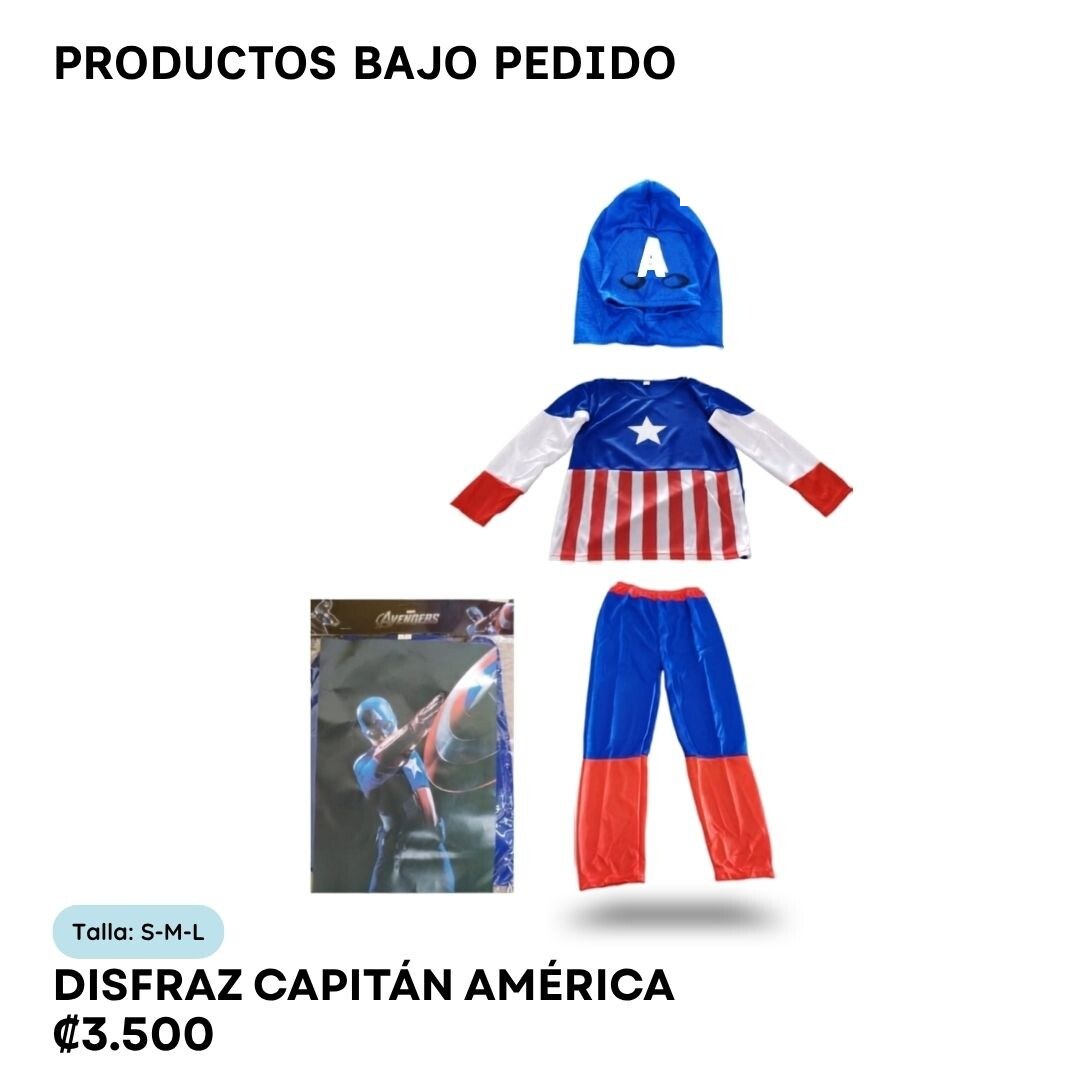 PRODUCTOS BAJO PEDIDO
A
AVENGERS
Talla: S-M-L
DISFRAZ CAPITÁN AMÉRICA
₡3.500